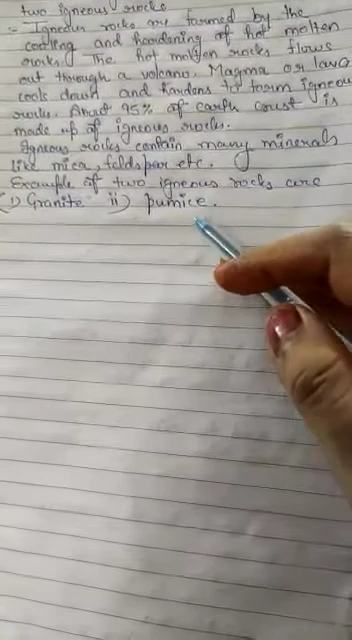 two igneous rocks
- Igneous rocks are formed by the
cooling and hardening of hot molten
rocks. The hot molten rocks flows
out through a volcano. Magma or lava
cools down and hardens to form igneous
rocks. About 95% of earth crust is
made up of igneous rocks.
Igneous rocks contain many minerals
like mica, feldspar etc.
Example of two igneous rocks are
(i) Granite ii) pumice.